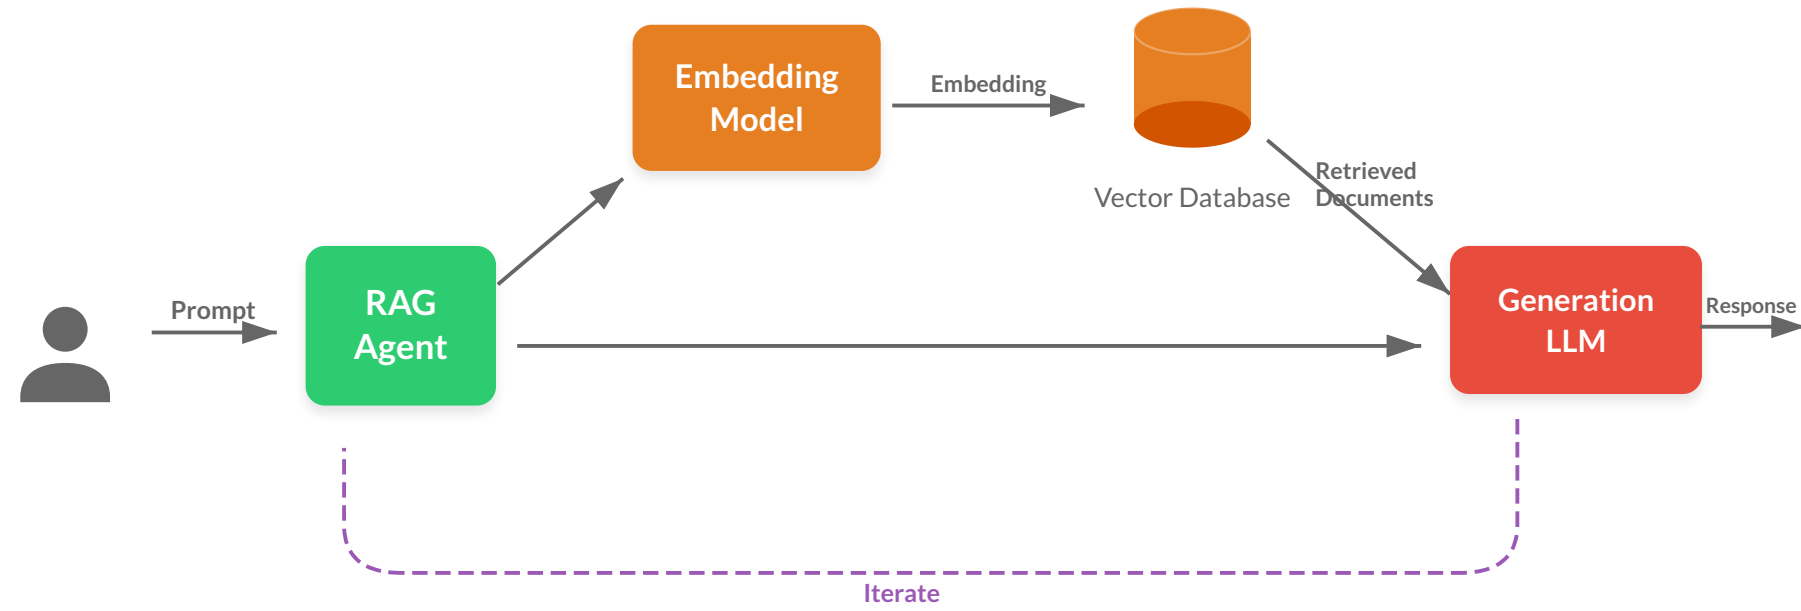 Embedding
Model
Embedding
Vector Database
Retrieved
Documents
Prompt
RAG
Agent
Generation
LLM
Response
Iterate